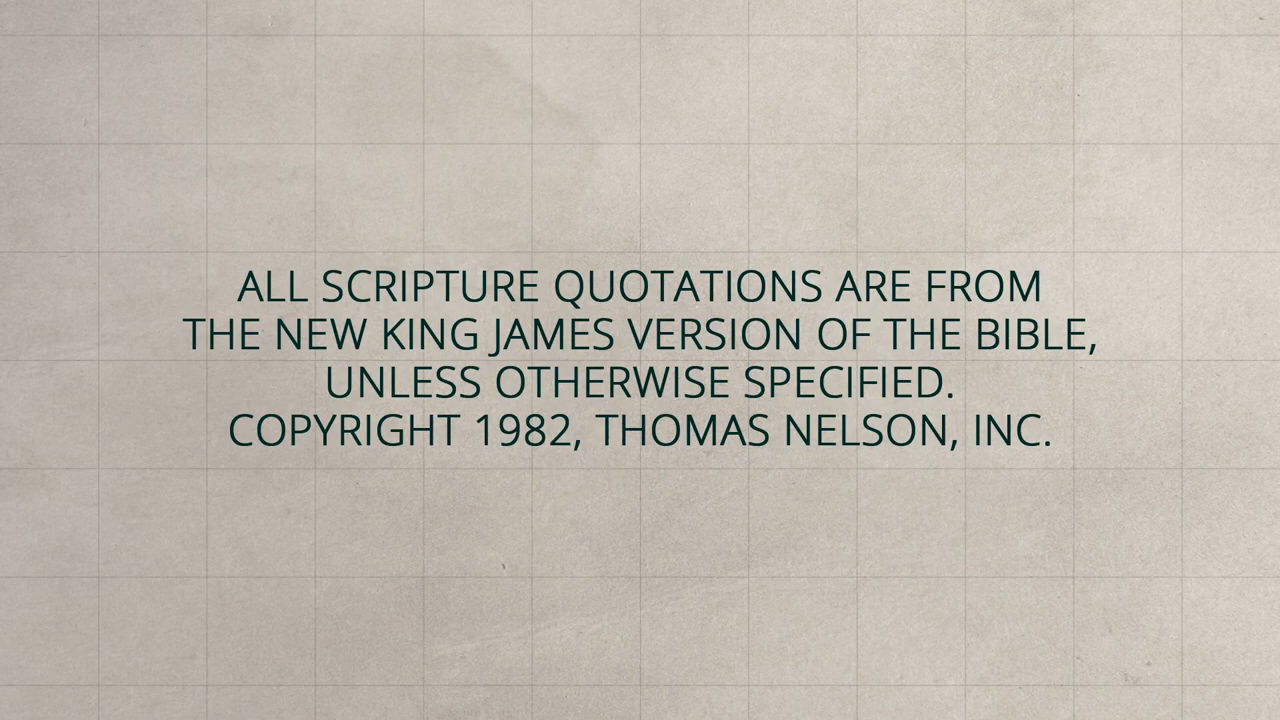 ALL SCRIPTURE QUOTATIONS ARE FROM
THE NEW KING JAMES VERSION OF THE BIBLE,
UNLESS OTHERWISE SPECIFIED.
COPYRIGHT 1982, THOMAS NELSON, INC.